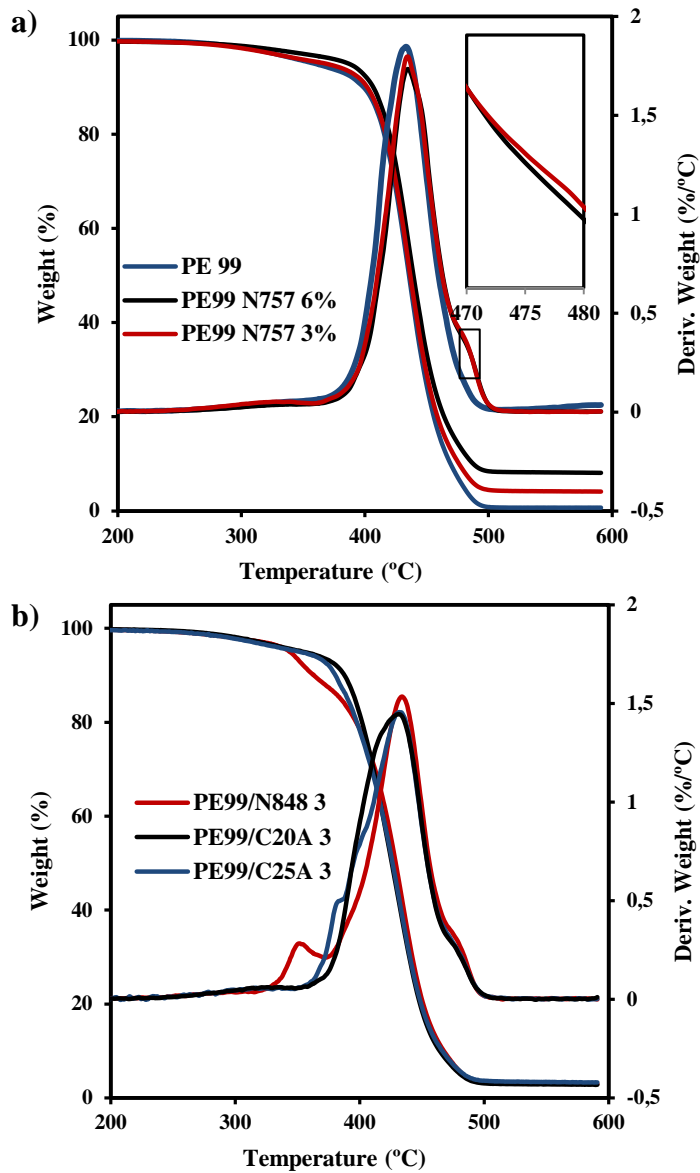 a)
2
1,5
1
0,5
0
-0,5
100
80
60
40
20
0
Weight (%)
Deriv. Weight (%/ºC)
PE 99
PE99 N757 6%
PE99 N757 3%
470 475 480
200 300 400 500 600
Temperature (ºC)
b)
2
1,5
1
0,5
0
-0,5
100
80
60
40
20
0
Weight (%)
Deriv. Weight (%/ºC)
PE99/N848 3
PE99/C20A 3
PE99/C25A 3
200 300 400 500 600
Temperature (ºC)